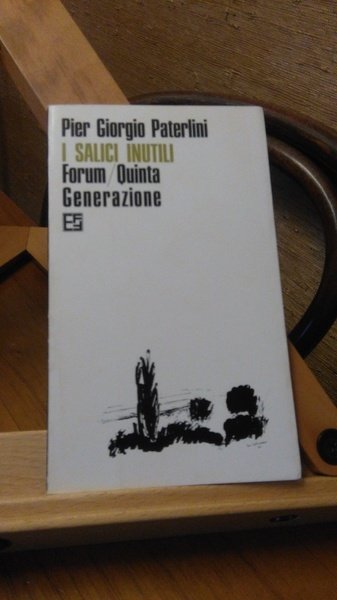 Pier Giorgio Paterlini
I SALICI INUTILI
Forum/Quinta
Generazione